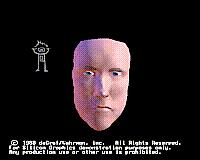 © 1988 deGraf/Wahrman, Inc. All Rights Reserved.
For Silicon Graphics demonstration purposes only.
Any production use or other use is prohibited.